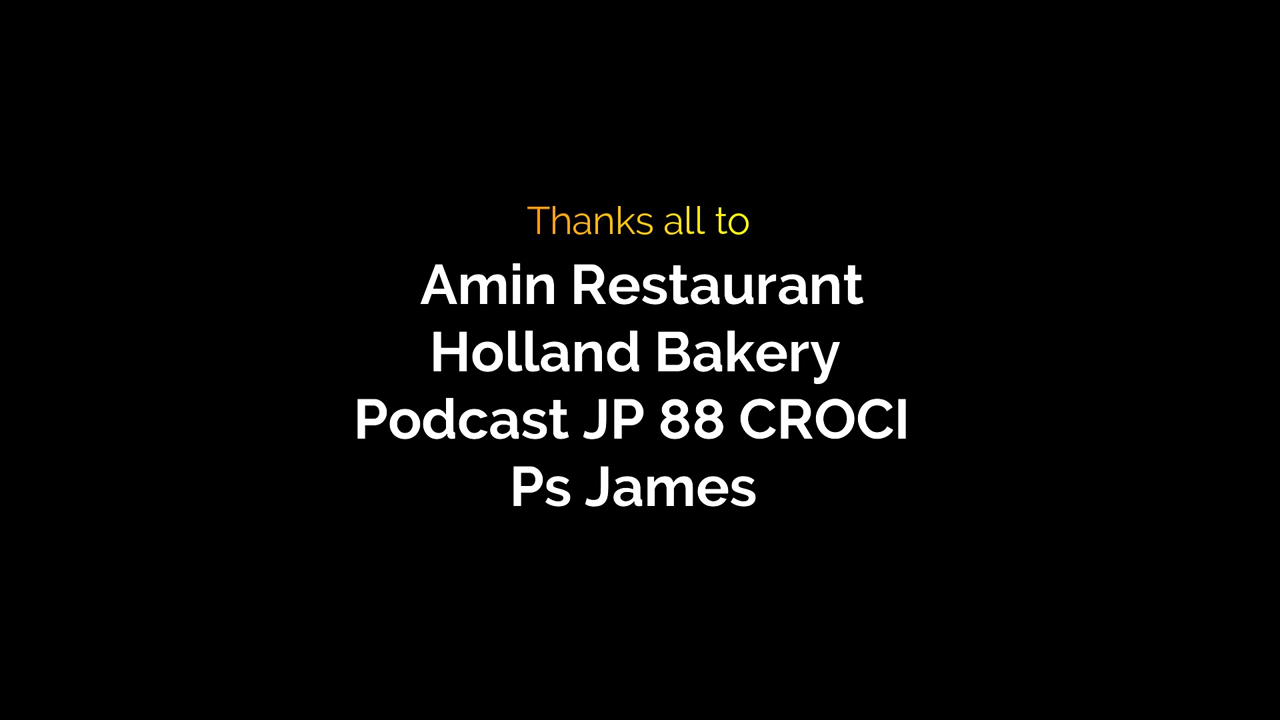 Thanks all to
Amin Restaurant
Holland Bakery
Podcast JP 88 CROCI
Ps James